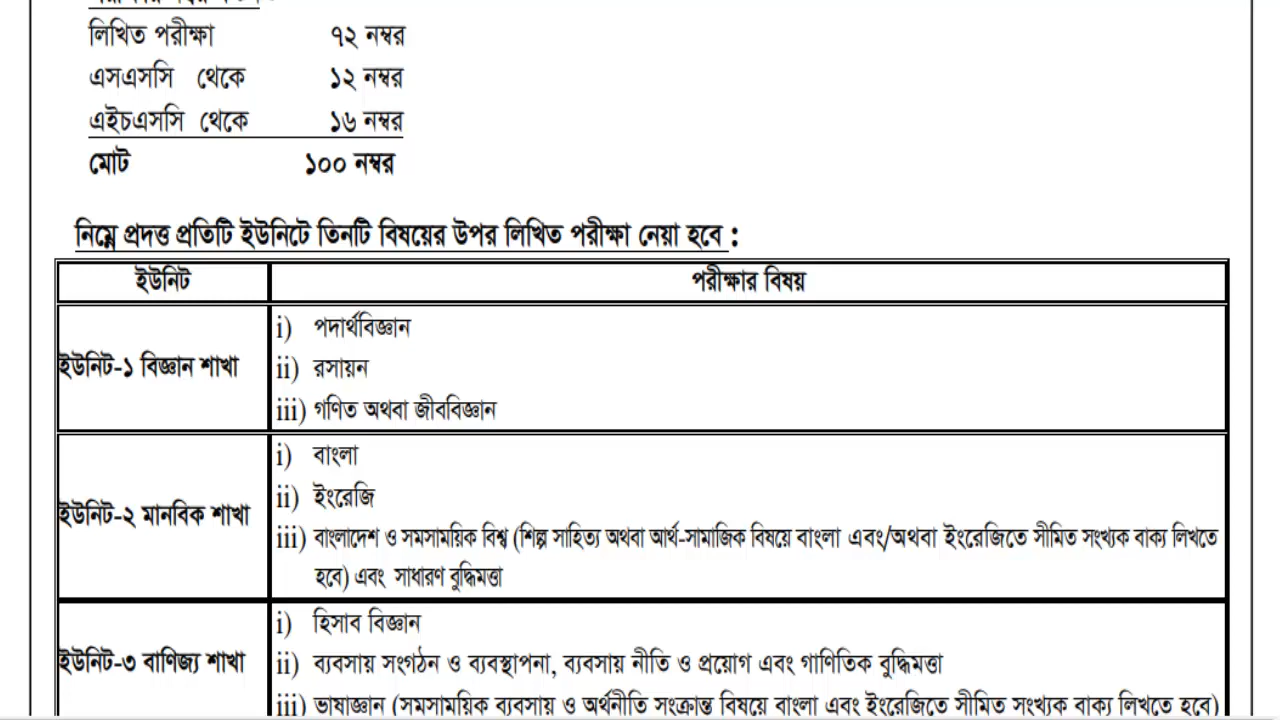 লিখিত পরীক্ষা ৭২ নম্বর
এসএসসি থেকে ১২ নম্বর
এইচএসসি থেকে ১৬ নম্বর
মোট ১০০ নম্বর
নিম্নে প্রদত্ত প্রতিটি ইউনিটে তিনটি বিষয়ের উপর লিখিত পরীক্ষা নেয়া হবে :
ইউনিট পরীক্ষার বিষয়
ইউনিট-১ বিজ্ঞান শাখা
i) পদার্থবিজ্ঞান
ii) রসায়ন
iii) গণিত অথবা জীববিজ্ঞান
ইউনিট-২ মানবিক শাখা
i) বাংলা
ii) ইংরেজি
iii) বাংলাদেশ ও সমসাময়িক বিশ্ব (শিল্প সাহিত্য অথবা আর্থ-সামাজিক বিষয়ে বাংলা এবং/অথবা ইংরেজিতে সীমিত সংখ্যক বাক্য লিখতে
হবে) এবং সাধারণ বুদ্ধিমত্তা
ইউনিট-৩ বাণিজ্য শাখা
i) হিসাব বিজ্ঞান
ii) ব্যবসায় সংগঠন ও ব্যবস্থাপনা, ব্যবসায় নীতি ও প্রয়োগ এবং গাণিতিক বুদ্ধিমত্তা
iii) ভাষাজ্ঞান (সমসাময়িক ব্যবসায় ও অর্থনীতি সংক্রান্ত বিষয়ে বাংলা এবং ইংরেজিতে সীমিত সংখ্যক বাক্য লিখতে হবে)